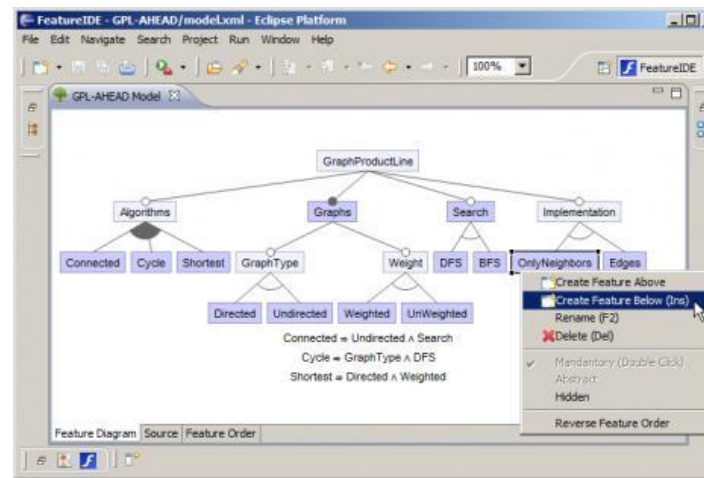 FeatureIDE - GPL-AHEAD/model.xml - Eclipse Platform
File Edit Navigate Search Project Run Window Help
100% FeatureIDE
GPL-AHEAD Model
GraphProductLine
Algorithms Graphs Search Implementation
Connected Cycle Shortest GraphType Weight DFS BFS OnlyNeighbors Edges
Directed Undirected Weighted UnWeighted
Connected ⇒ Undirected ∧ Search
Cycle ⇒ GraphType ∧ DFS
Shortest ⇒ Directed ∧ Weighted
Create Feature Above
Create Feature Below (Ins)
Rename (F2)
Delete (Del)
Mandantory (Double Click)
Abstract
Hidden
Reverse Feature Order
Feature Diagram Source Feature Order